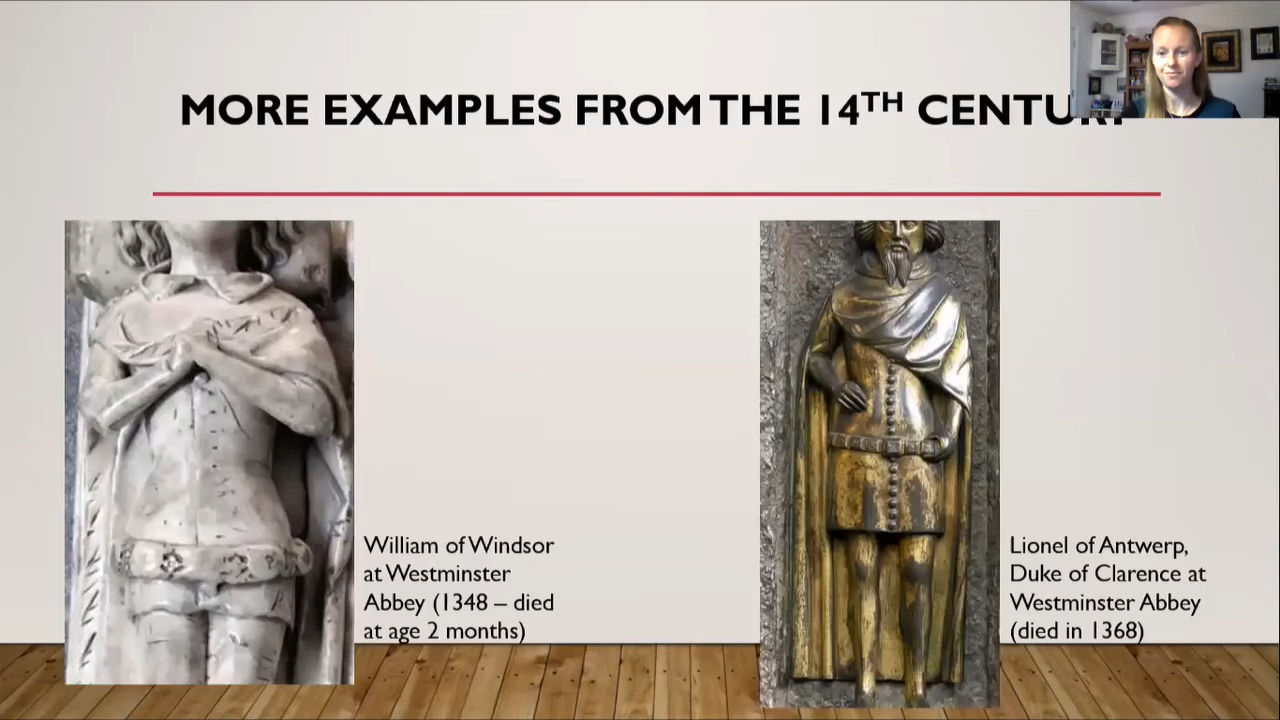 MORE EXAMPLES FROM THE 14TH CENTURY
William of Windsor
at Westminster
Abbey (1348 – died
at age 2 months)
Lionel of Antwerp,
Duke of Clarence at
Westminster Abbey
(died in 1368)